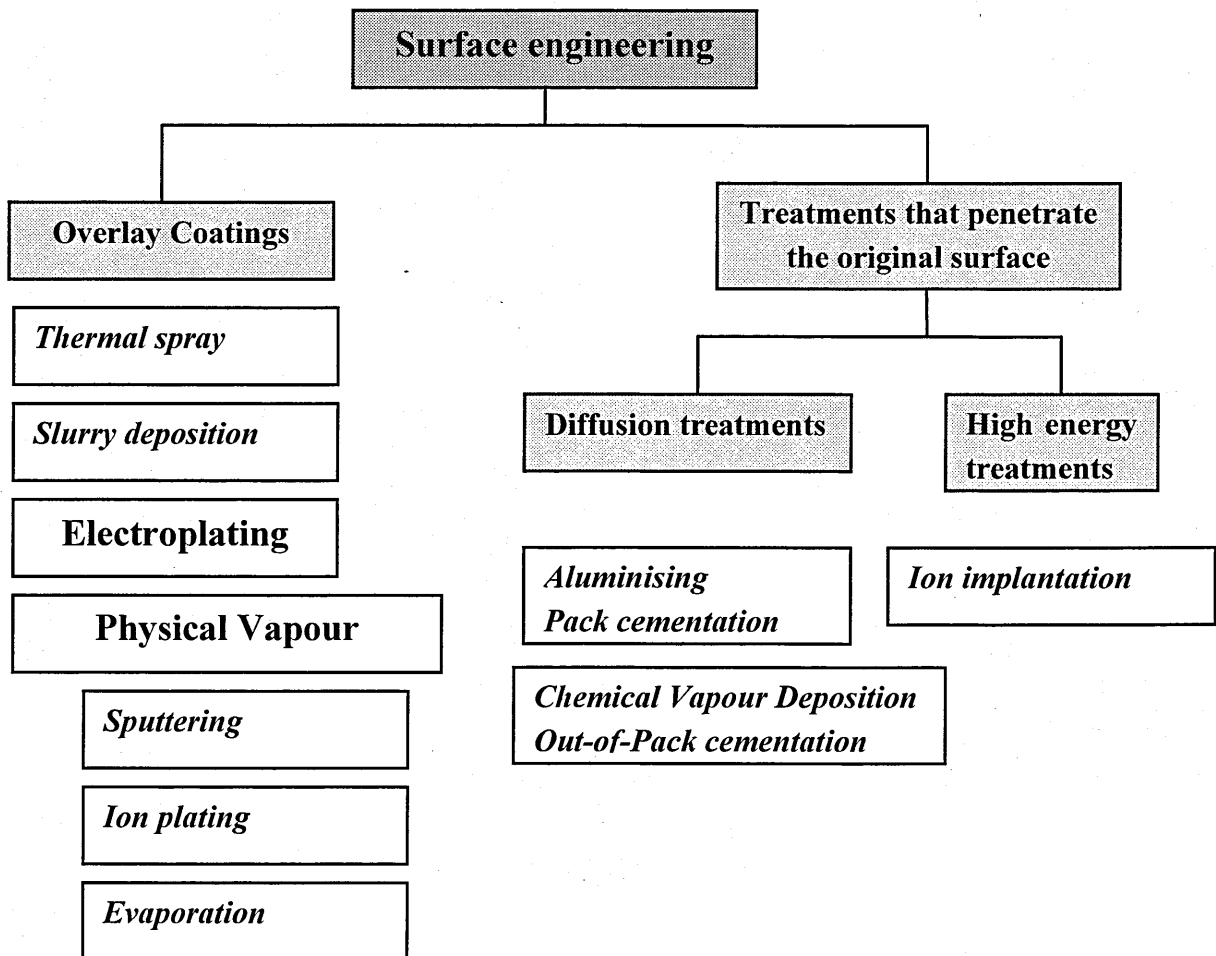 Surface engineering
Overlay Coatings
Thermal spray
Slurry deposition
Electroplating
Physical Vapour
Sputtering
Ion plating
Evaporation
Treatments that penetrate
the original surface
Diffusion treatments
Aluminising
Pack cementation
Chemical Vapour Deposition
Out-of-Pack cementation
High energy
treatments
Ion implantation